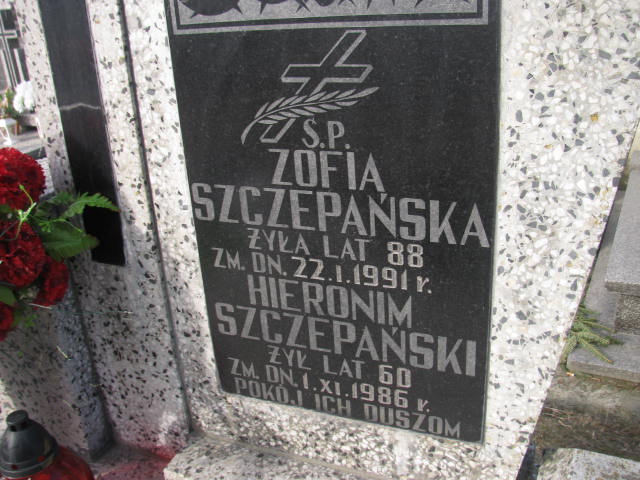 Ś.P.
ZOFIA
SZCZEPAŃSKA
ŻYŁA LAT 88
ZM. DN. 22.I.1991 r.
HIERONIM
SZCZEPAŃSKI
ŻYŁ LAT 60
ZM. DN. 1.XI.1986 r.
POKÓJ ICH DUSZOM